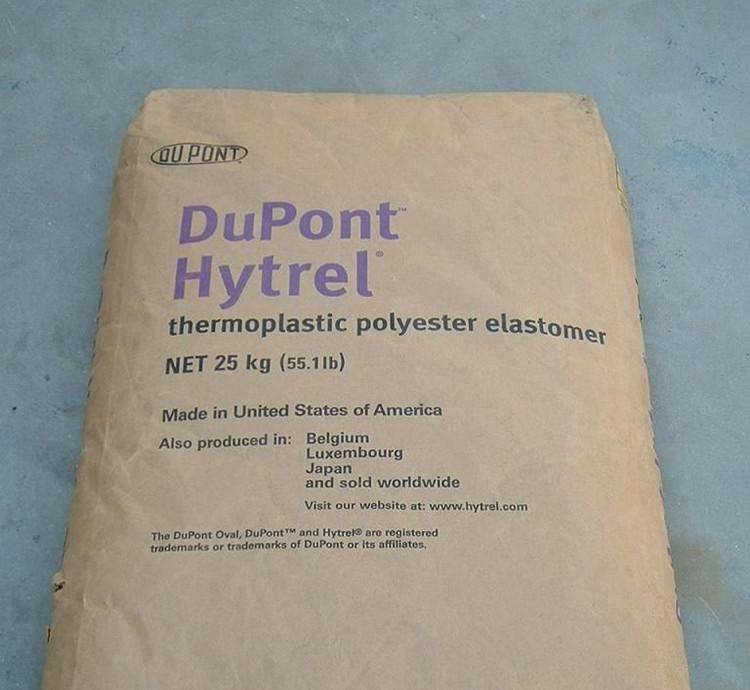 DU PONT
DuPont™
Hytrel®
thermoplastic polyester elastomer
NET 25 kg (55.1lb)
Made in United States of America
Also produced in: Belgium
Luxembourg
Japan
and sold worldwide
Visit our website at: www.hytrel.com
The DuPont Oval, DuPont™ and Hytrel® are registered
trademarks or trademarks of DuPont or its affiliates.